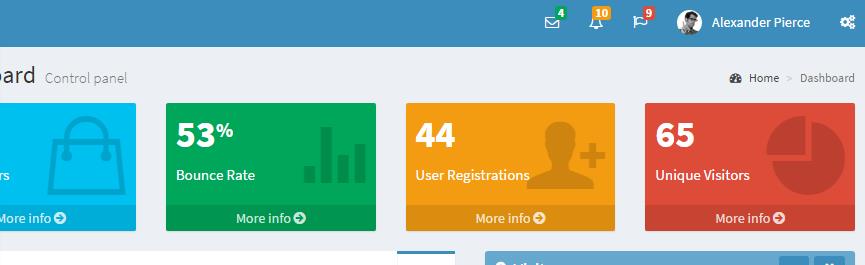 4 10 9 Alexander Pierce
ard Control panel
Home > Dashboard
53%
44
65
rs
Bounce Rate
User Registrations
Unique Visitors
More info
More info
More info
More info